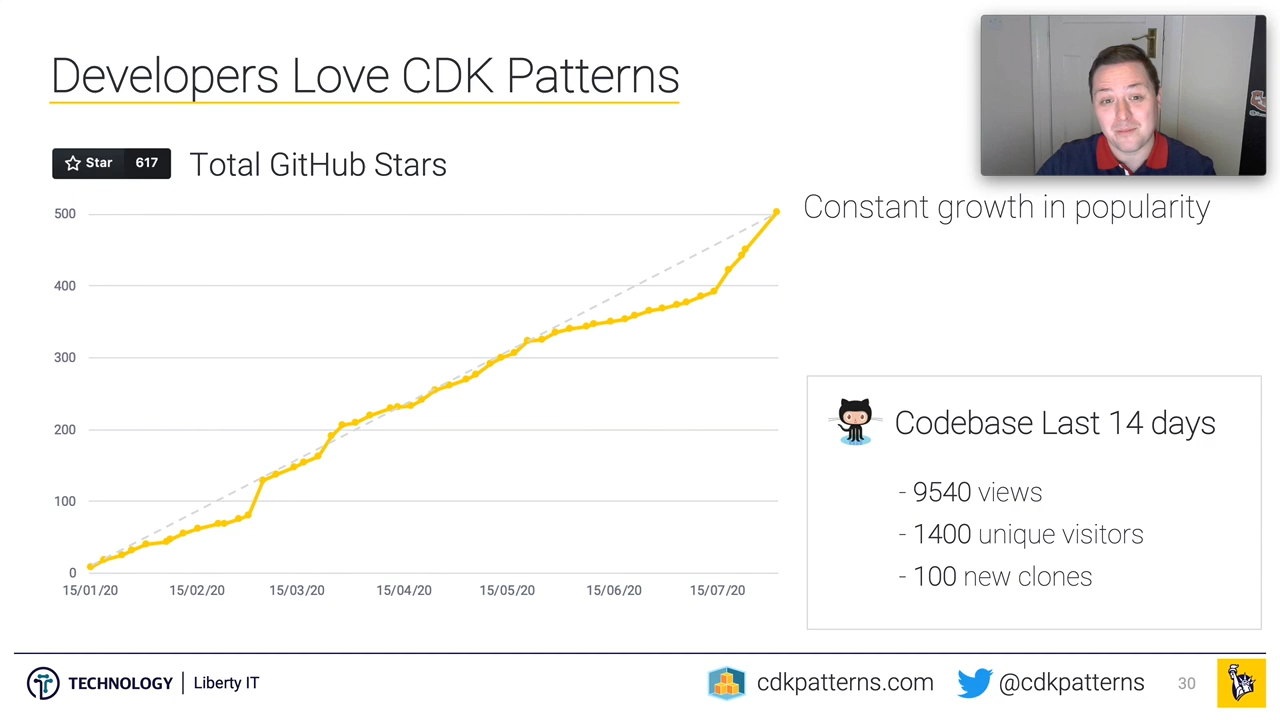 Developers Love CDK Patterns
Star 617
Total GitHub Stars
Constant growth in popularity
500
400
300
200
100
0
15/01/20 15/02/20 15/03/20 15/04/20 15/05/20 15/06/20 15/07/20
Codebase Last 14 days
- 9540 views
- 1400 unique visitors
- 100 new clones
TECHNOLOGY | Liberty IT
cdkpatterns.com
@cdkpatterns
30